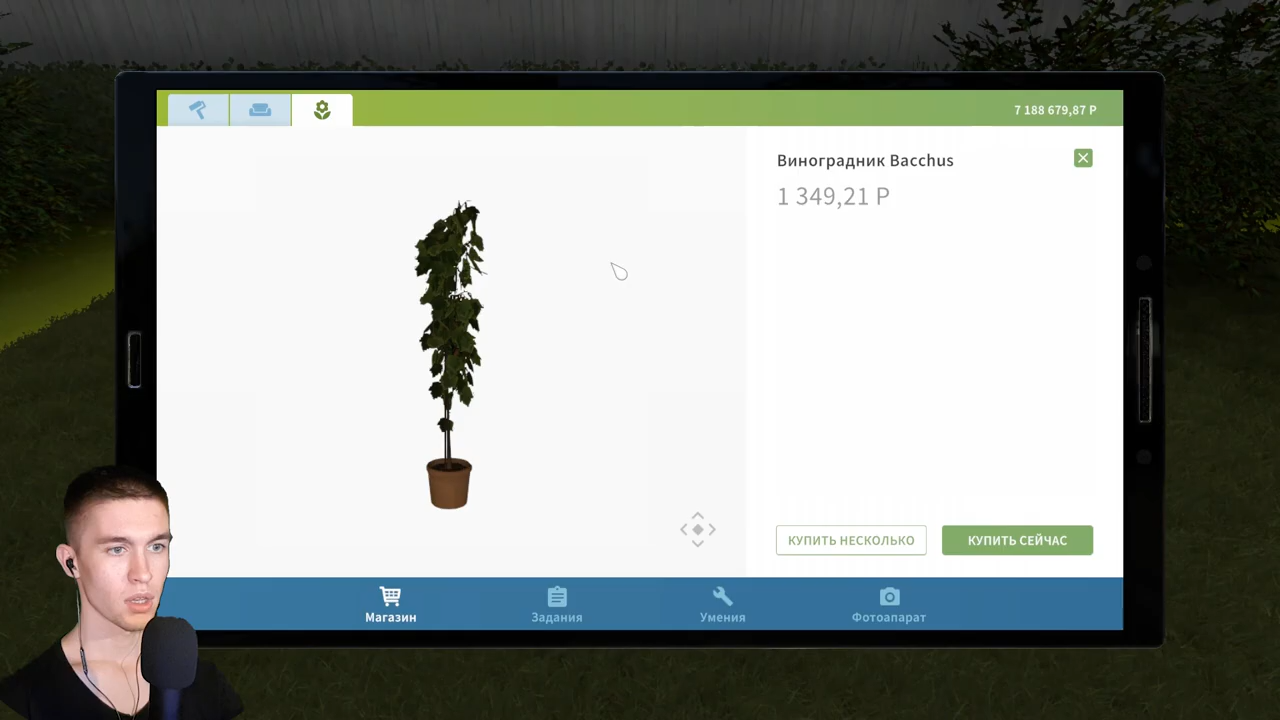 7 188 679,87 Р
Виноградник Bacchus
1 349,21 Р
КУПИТЬ НЕСКОЛЬКО
КУПИТЬ СЕЙЧАС
Магазин
Задания
Умения
Фотоапарат